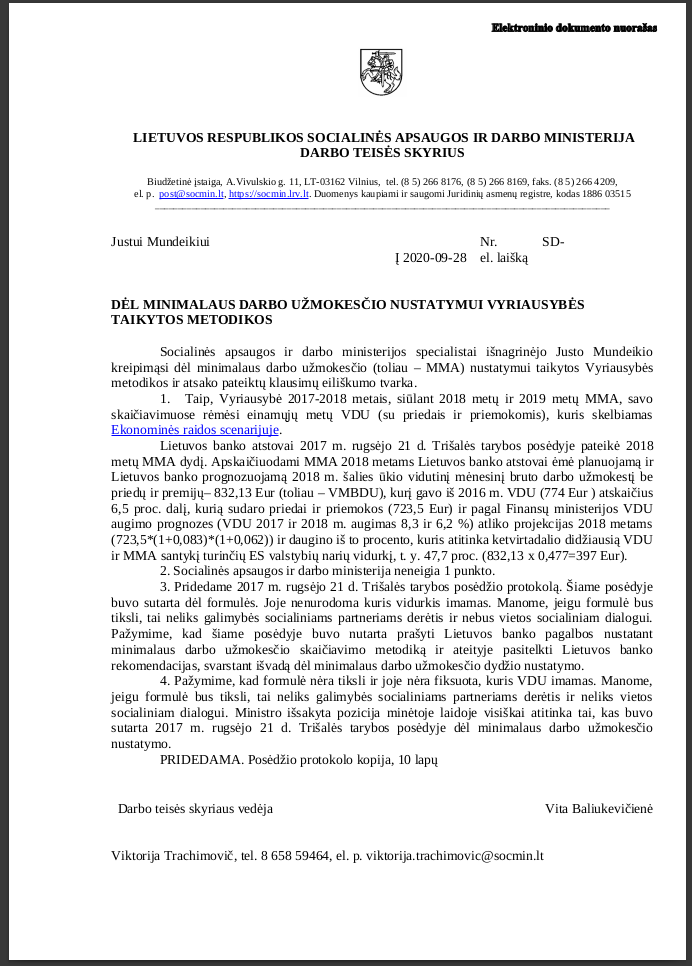 Elektroninio dokumento nuorašas
LIETUVOS RESPUBLIKOS SOCIALINĖS APSAUGOS IR DARBO MINISTERIJA
DARBO TEISĖS SKYRIUS
Biudžetinė įstaiga, A.Vivulskio g. 11, LT-03162 Vilnius, tel. (8 5) 266 8176, (8 5) 266 8169, faks. (8 5) 266 4209,
el. p. post@socmin.lt, https://socmin.lrv.lt. Duomenys kaupiami ir saugomi Juridinių asmenų registre, kodas 1886 03515
Justui Mundeikiui Nr. SD-
Į 2020-09-28 el. laišką
DĖL MINIMALAUS DARBO UŽMOKESČIO NUSTATYMUI VYRIAUSYBĖS
TAIKYTOS METODIKOS
Socialinės apsaugos ir darbo ministerijos specialistai išnagrinėjo Justo Mundeikio
kreipimąsi dėl minimalaus darbo užmokesčio (toliau – MMA) nustatymui taikytos Vyriausybės
metodikos ir atsako pateiktų klausimų eiliškumo tvarka.
1. Taip, Vyriausybė 2017-2018 metais, siūlant 2018 metų ir 2019 metų MMA, savo
skaičiavimuose rėmėsi einamųjų metų VDU (su priedais ir priemokomis), kuris skelbiamas
Ekonominės raidos scenarijuje.
Lietuvos banko atstovai 2017 m. rugsėjo 21 d. Trišalės tarybos posėdyje pateikė 2018
metų MMA dydį. Apskaičiuodami MMA 2018 metams Lietuvos banko atstovai ėmė planuojamą ir
Lietuvos banko prognozuojamą 2018 m. šalies ūkio vidutinį mėnesinį bruto darbo užmokestį be
priedų ir premijų– 832,13 Eur (toliau – VMBDU), kurį gavo iš 2016 m. VDU (774 Eur ) atskaičius
6,5 proc. dalį, kurią sudaro priedai ir priemokos (723,5 Eur) ir pagal Finansų ministerijos VDU
augimo prognozes (VDU 2017 ir 2018 m. augimas 8,3 ir 6,2 %) atliko projekcijas 2018 metams
(723,5*(1+0,083)*(1+0,062)) ir daugino iš to procento, kuris atitinka ketvirtadalio didžiausią VDU
ir MMA santykį turinčių ES valstybių narių vidurkį, t. y. 47,7 proc. (832,13 x 0,477=397 Eur).
2. Socialinės apsaugos ir darbo ministerija neneigia 1 punkto.
3. Pridedame 2017 m. rugsėjo 21 d. Trišalės tarybos posėdžio protokolą. Šiame posėdyje
buvo sutarta dėl formulės. Joje nenurodoma kuris vidurkis imamas. Manome, jeigu formulė bus
tiksli, tai neliks galimybės socialiniams partneriams derėtis ir nebus vietos socialiniam dialogui.
Pažymime, kad šiame posėdyje buvo nutarta prašyti Lietuvos banko pagalbos nustatant
minimalaus darbo užmokesčio skaičiavimo metodiką ir ateityje pasitelkti Lietuvos banko
rekomendacijas, svarstant išvadą dėl minimalaus darbo užmokesčio dydžio nustatymo.
4. Pažymime, kad formulė nėra tiksli ir joje nėra fiksuota, kuris VDU imamas. Manome,
jeigu formulė bus tiksli, tai neliks galimybės socialiniams partneriams derėtis ir neliks vietos
socialiniam dialogui. Ministro išsakyta pozicija minėtoje laidoje visiškai atitinka tai, kas buvo
sutarta 2017 m. rugsėjo 21 d. Trišalės tarybos posėdyje dėl minimalaus darbo užmokesčio
nustatymo.
PRIDEDAMA. Posėdžio protokolo kopija, 10 lapų
Darbo teisės skyriaus vedėja Vita Baliukevičienė
Viktorija Trachimovič, tel. 8 658 59464, el. p. viktorija.trachimovic@socmin.lt